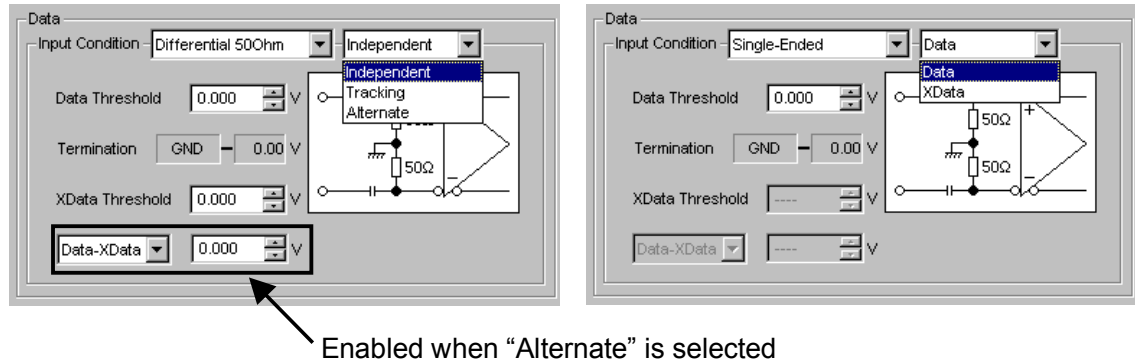 Data
Input Condition Differential 50Ohm Independent
Independent
Tracking
Alternate
Data Threshold 0.000 V
Termination GND 0.00 V
50Ω
XData Threshold 0.000 V
Data-XData 0.000 V
Enabled when “Alternate” is selected
Data
Input Condition Single-Ended Data
Data
XData
Data Threshold 0.000 V
+
50Ω
Termination GND 0.00 V
50Ω
XData Threshold ---- V
Data-XData ---- V